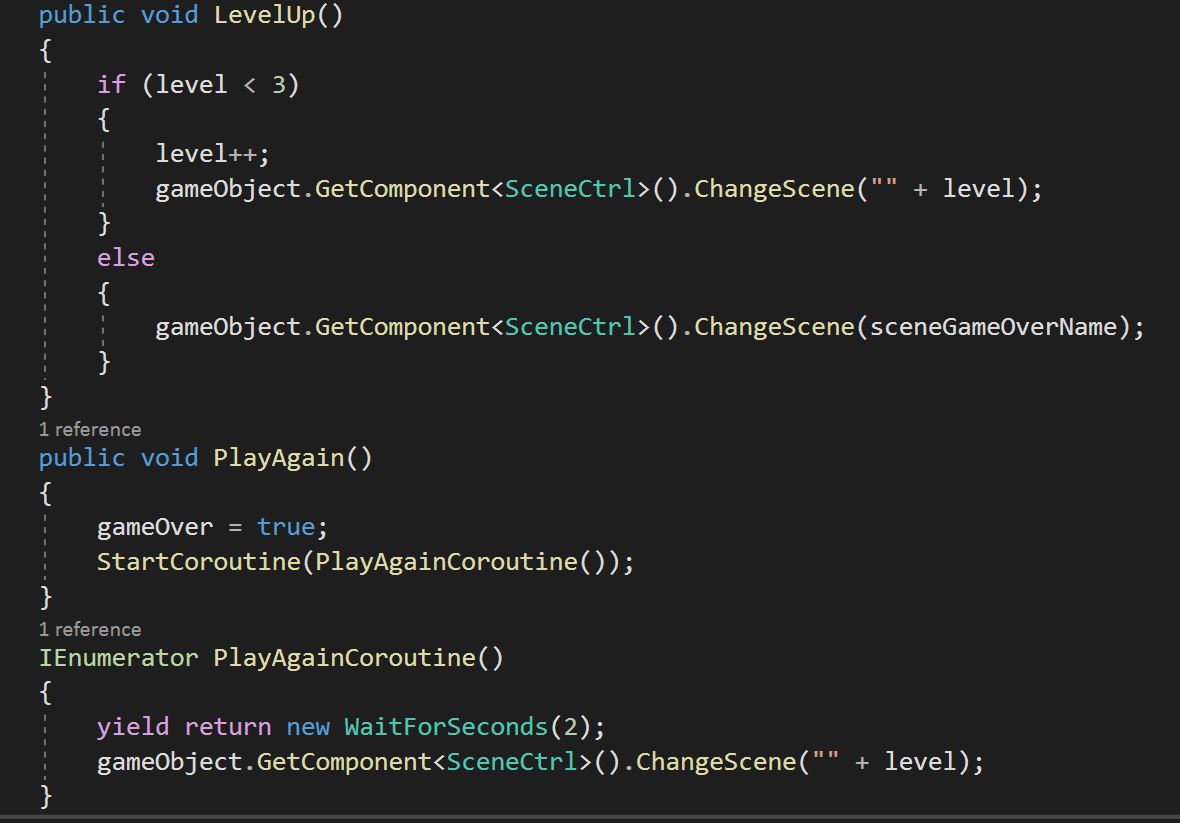 public void LevelUp()
{
if (level < 3)
{
level++;
gameObject.GetComponent<SceneCtrl>().ChangeScene("" + level);
}
else
{
gameObject.GetComponent<SceneCtrl>().ChangeScene(sceneGameOverName);
}
}
1 reference
public void PlayAgain()
{
gameOver = true;
StartCoroutine(PlayAgainCoroutine());
}
1 reference
IEnumerator PlayAgainCoroutine()
{
yield return new WaitForSeconds(2);
gameObject.GetComponent<SceneCtrl>().ChangeScene("" + level);
}